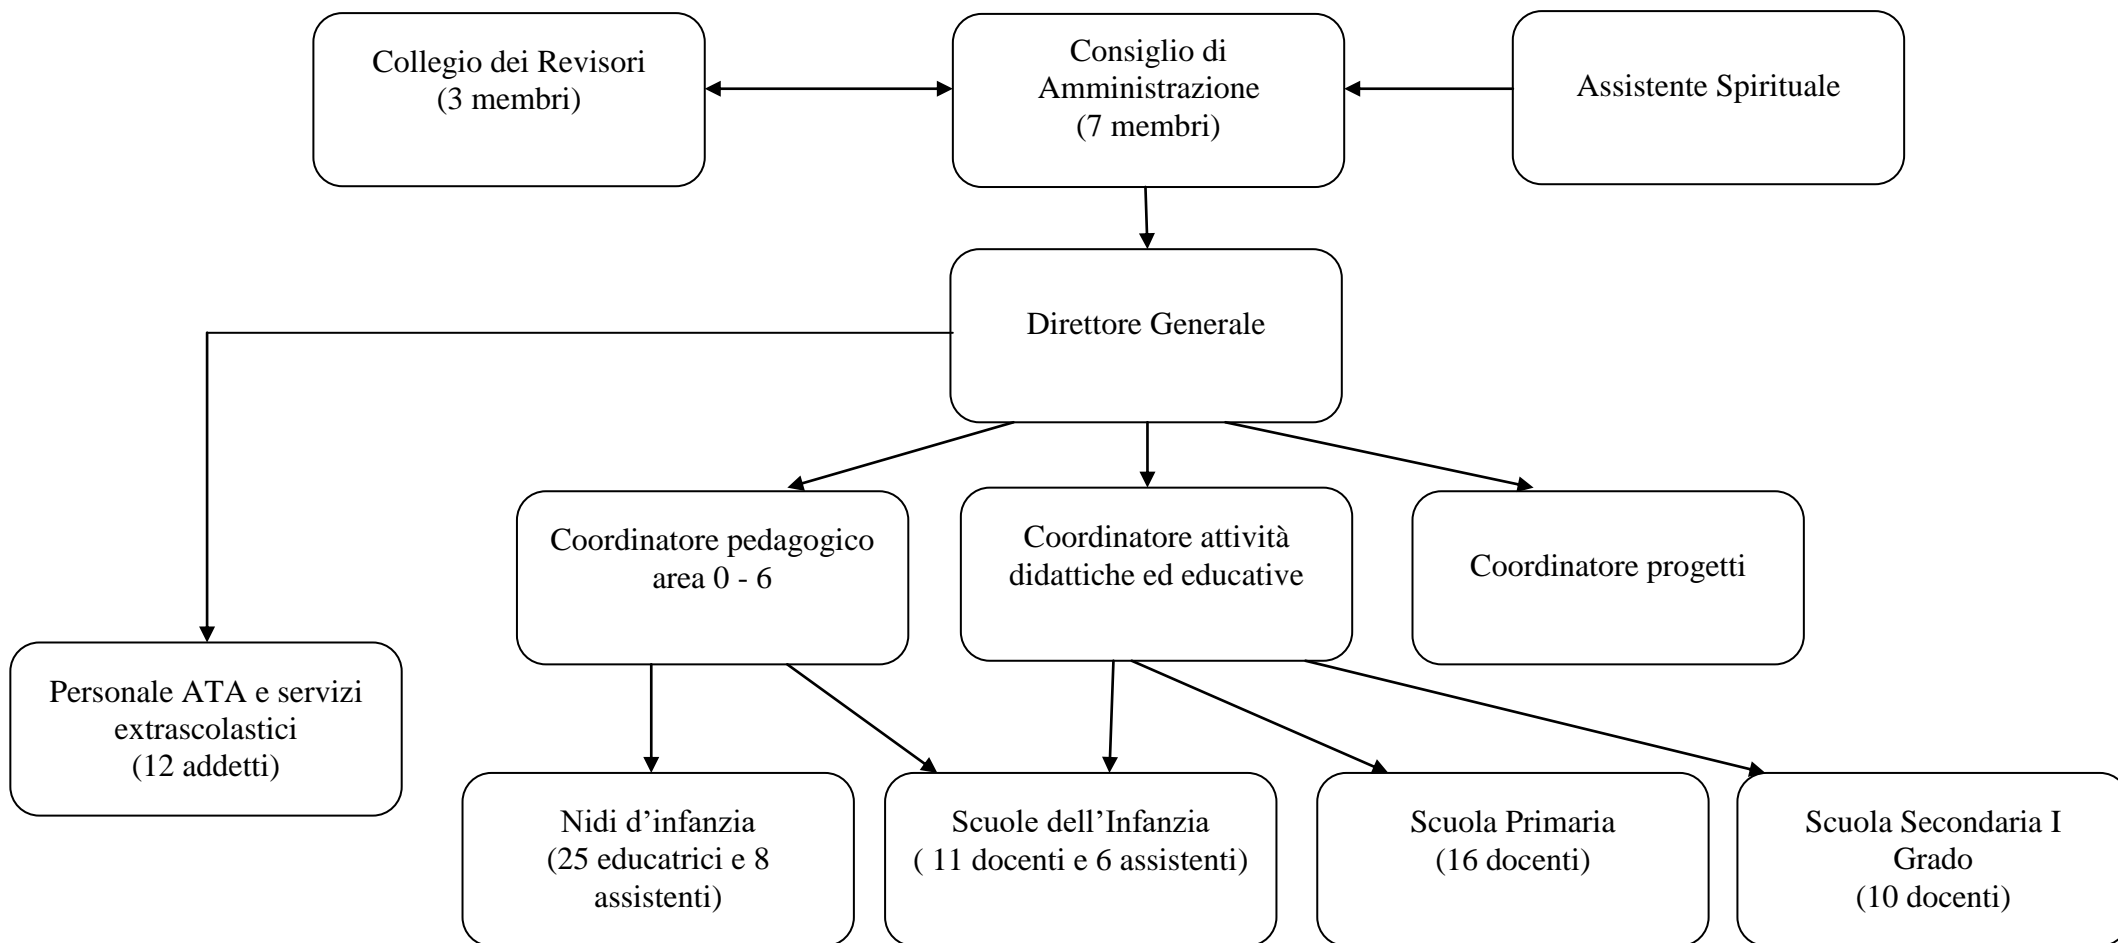 Collegio dei Revisori
(3 membri)
Consiglio di
Amministrazione
(7 membri)
Assistente Spirituale
Direttore Generale
Coordinatore pedagogico
area 0 - 6
Coordinatore attività
didattiche ed educative
Coordinatore progetti
Personale ATA e servizi
extrascolastici
(12 addetti)
Nidi d’infanzia
(25 educatrici e 8
assistenti)
Scuole dell’Infanzia
( 11 docenti e 6 assistenti)
Scuola Primaria
(16 docenti)
Scuola Secondaria I
Grado
(10 docenti)